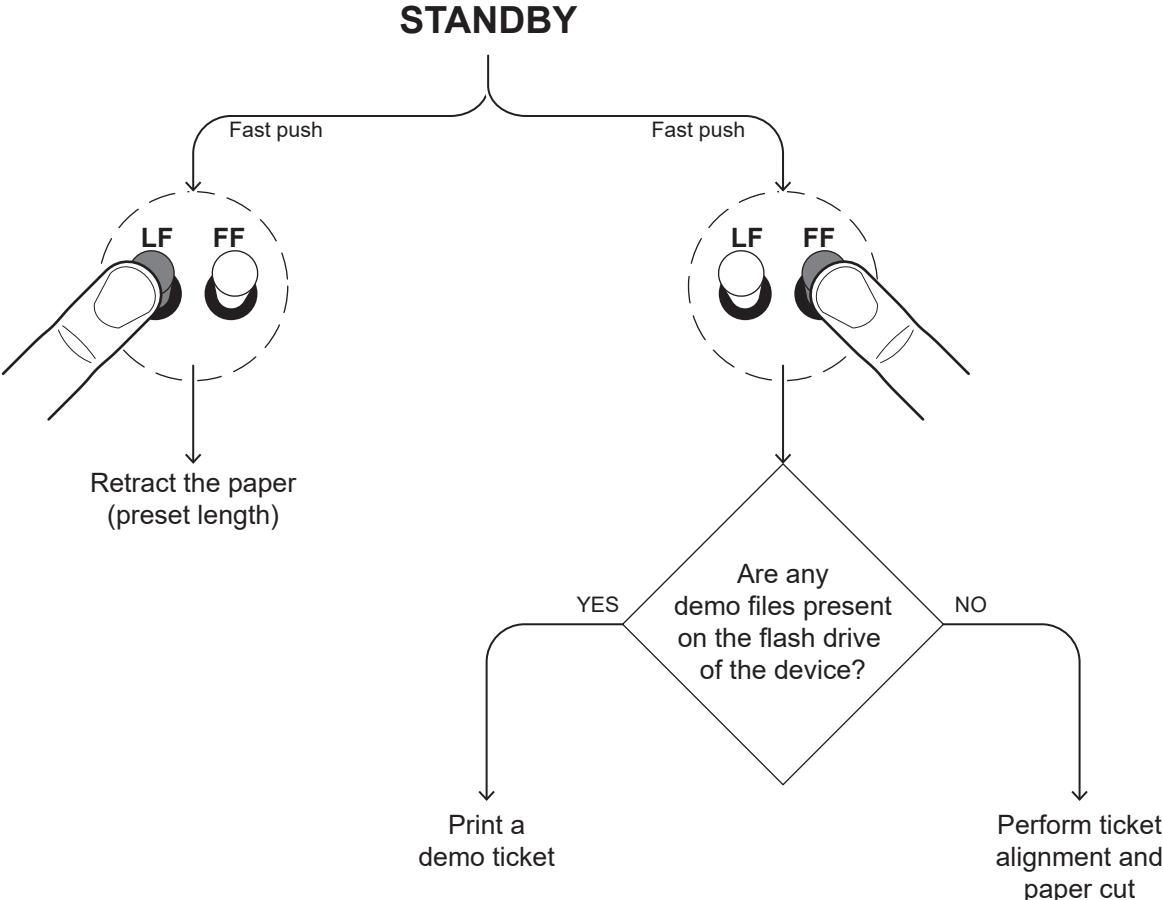 STANDBY
Fast push
Fast push
LF FF
LF FF
Retract the paper
(preset length)
Are any
demo files present
on the flash drive
of the device?
YES
NO
Print a
demo ticket
Perform ticket
alignment and
paper cut